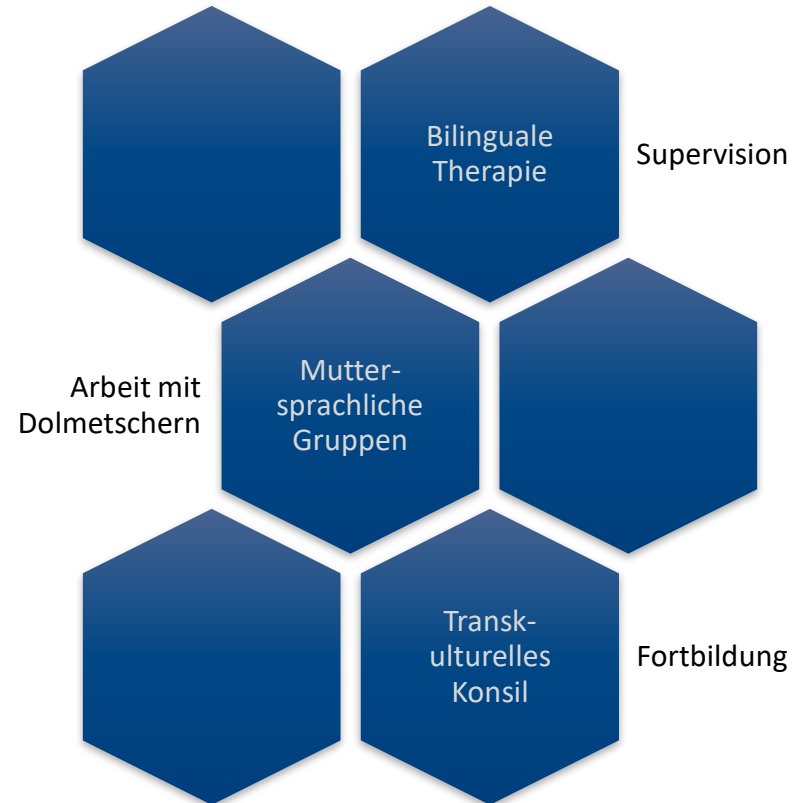 Bilinguale
Therapie
Supervision
Arbeit mit
Dolmetschern
Mutter-
sprachliche
Gruppen
Transk-
ulturelles
Konsil
Fortbildung